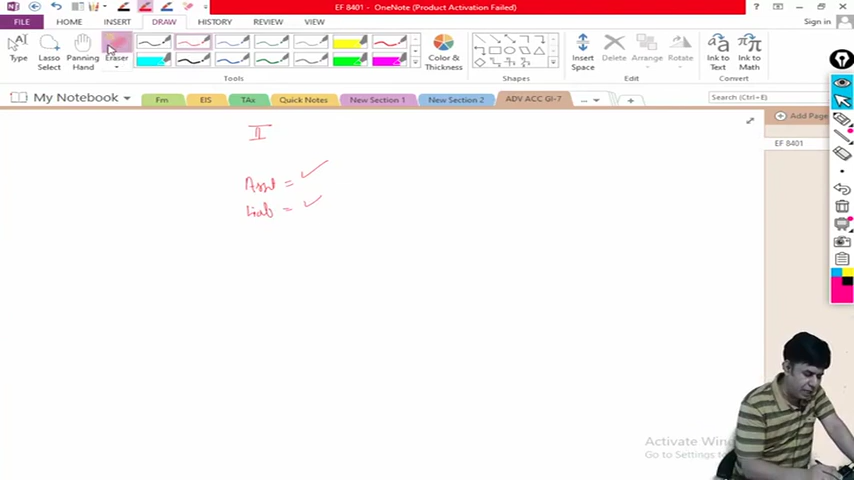 EF 8401 - OneNote (Product Activation Failed)
FILE HOME INSERT DRAW HISTORY REVIEW VIEW Sign in
Type Lasso Select Panning Hand Eraser Color & Thickness Insert Space Delete Arrange Rotate Ink to Text Ink to Math
Tools Shapes Edit Convert
My Notebook Fm EIS TAx Quick Notes New Section 1 New Section 2 ADV ACC GI-7 ... Search (Ctrl+E)
Add Page
EF 8401
II
Asset = ✓
Liab = ✓
Activate Win
Go to Settings to